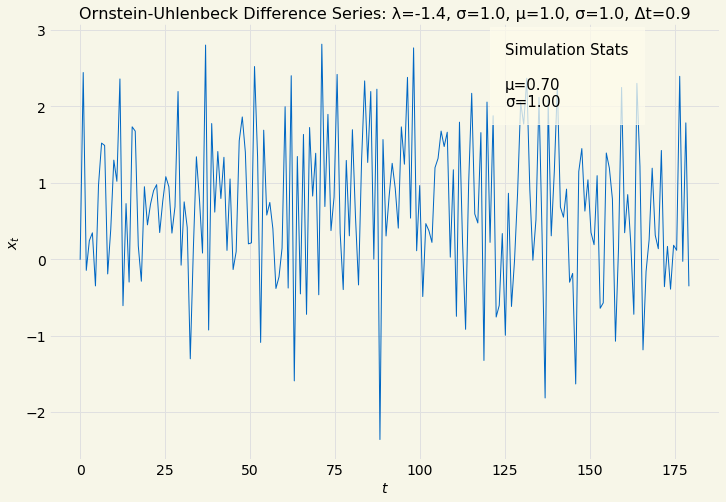 Ornstein-Uhlenbeck Difference Series: λ=-1.4, σ=1.0, μ=1.0, σ=1.0, Δt=0.9
Simulation Stats
μ=0.70
σ=1.00
3
2
1
0
−1
−2
xt
0 25 50 75 100 125 150 175
t